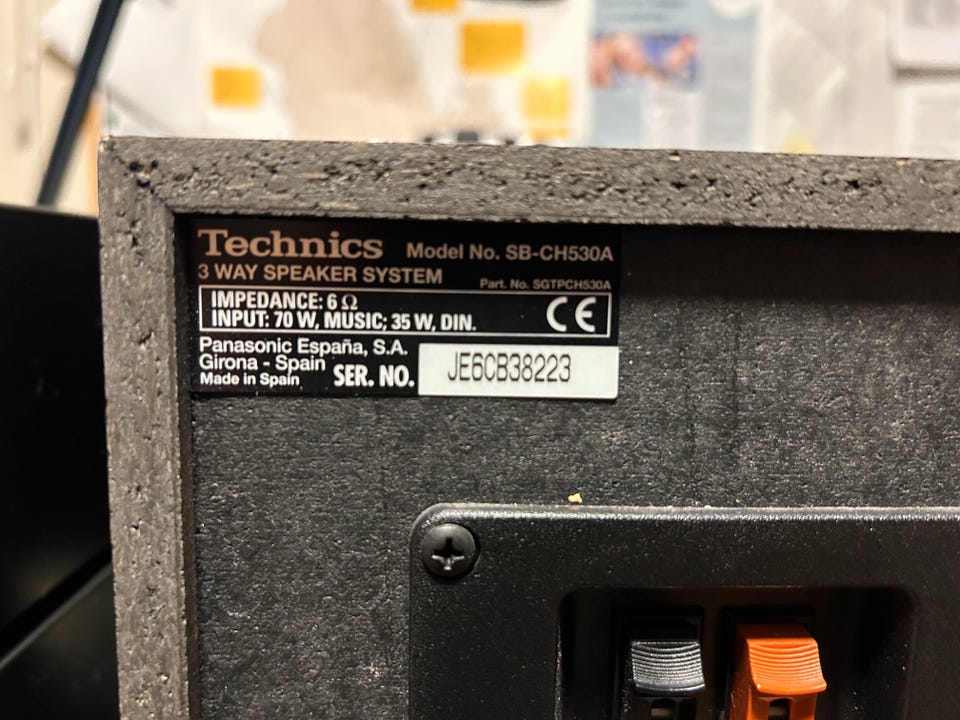 Technics Model No. SB-CH530A
3 WAY SPEAKER SYSTEM Part. No. SGTPCH530A
IMPEDANCE: 6 Ω
INPUT: 70 W, MUSIC; 35 W, DIN.
CE
Panasonic España, S.A.
Girona - Spain
Made in Spain SER. NO. JE6CB38223